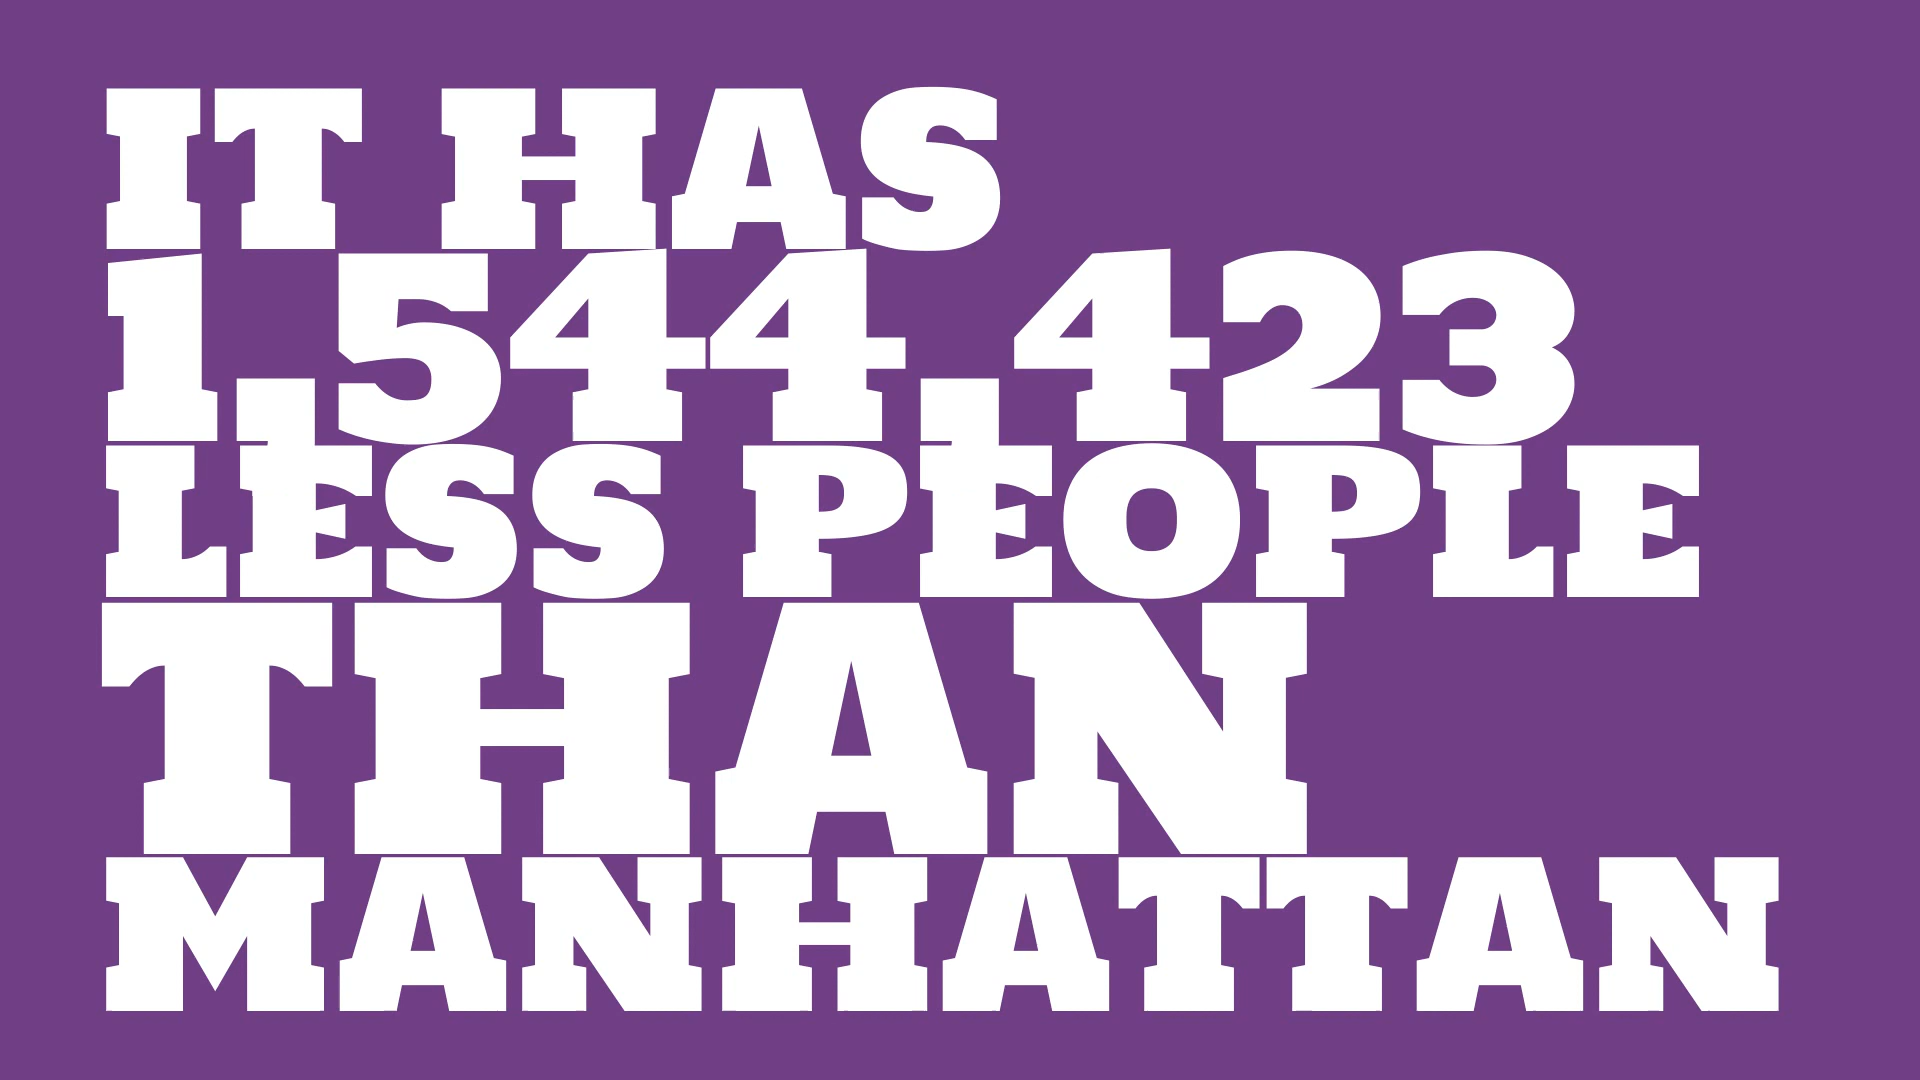 IT HAS
1,544,423
LESS PEOPLE
THAN
MANHATTAN